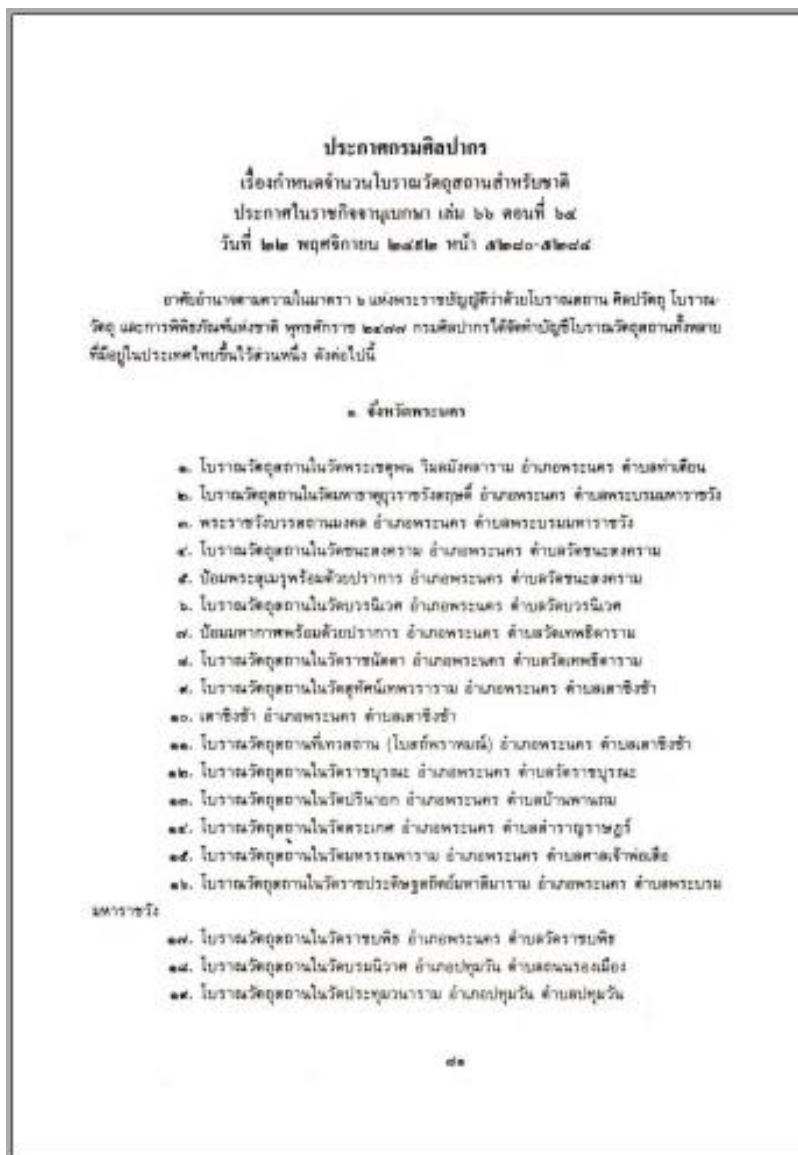 ประกาศกรมศิลปากร
เรื่องกำหนดจำนวนโบราณวัตถุสถานสำหรับชาติ
ประกาศในราชกิจจานุเบกษา เล่ม ๖๖ ตอนที่ ๖๔
วันที่ ๒๒ พฤศจิกายน ๒๔๙๒ หน้า ๕๒๘๐-๕๒๘๔
อาศัยอำนาจตามความในมาตรา ๖ แห่งพระราชบัญญัติว่าด้วยโบราณสถาน ศิลปวัตถุ โบราณ-
วัตถุ และการพิพิธภัณฑ์แห่งชาติ พุทธศักราช ๒๔๗๗ กรมศิลปากรได้จัดทำบัญชีโบราณวัตถุสถานทั้งหลาย
ที่มีอยู่ในประเทศไทยขึ้นไว้ส่วนหนึ่ง ดังต่อไปนี้
๑ จังหวัดพระนคร
๑. โบราณวัตถุสถานในวัดพระเชตุพน วิมลมังคลาราม อำเภอพระนคร ตำบลท่าเตียน
๒. โบราณวัตถุสถานในวัดมหาธาตุยุวราชรังสฤษดิ์ อำเภอพระนคร ตำบลพระบรมมหาราชวัง
๓. พระราชวังบวรสถานมงคล อำเภอพระนคร ตำบลพระบรมมหาราชวัง
๔. โบราณวัตถุสถานในวัดชนะสงคราม อำเภอพระนคร ตำบลวัดชนะสงคราม
๕. ป้อมพระสุเมรุพร้อมด้วยปราการ อำเภอพระนคร ตำบลวัดชนะสงคราม
๖. โบราณวัตถุสถานในวัดบวรนิเวศ อำเภอพระนคร ตำบลวัดบวรนิเวศ
๗. ป้อมมหากาฬพร้อมด้วยปราการ อำเภอพระนคร ตำบลวัดเทพธิดาราม
๘. โบราณวัตถุสถานในวัดราชนัดดา อำเภอพระนคร ตำบลวัดเทพธิดาราม
๙. โบราณวัตถุสถานในวัดสุทัศน์เทพวราราม อำเภอพระนคร ตำบลเสาชิงช้า
๑๐. เสาชิงช้า อำเภอพระนคร ตำบลเสาชิงช้า
๑๑. โบราณวัตถุสถานที่เทวสถาน (โบสถ์พราหมณ์) อำเภอพระนคร ตำบลเสาชิงช้า
๑๒. โบราณวัตถุสถานในวัดราชบุรณะ อำเภอพระนคร ตำบลวัดราชบุรณะ
๑๓. โบราณวัตถุสถานในวัดปรินายก อำเภอพระนคร ตำบลบ้านพานถม
๑๔. โบราณวัตถุสถานในวัดสระเกศ อำเภอพระนคร ตำบลสำราญราษฎร์
๑๕. โบราณวัตถุสถานในวัดมหรรณพาราม อำเภอพระนคร ตำบลศาลเจ้าพ่อเสือ
๑๖. โบราณวัตถุสถานในวัดราชประดิษฐสถิตย์มหาสีมาราม อำเภอพระนคร ตำบลพระบรม
มหาราชวัง
๑๗. โบราณวัตถุสถานในวัดราชบพิธ อำเภอพระนคร ตำบลวัดราชบพิธ
๑๘. โบราณวัตถุสถานในวัดบรมนิวาศ อำเภอปทุมวัน ตำบลถนนรองเมือง
๑๙. โบราณวัตถุสถานในวัดประทุมวนาราม อำเภอปทุมวัน ตำบลปทุมวัน
๘๑